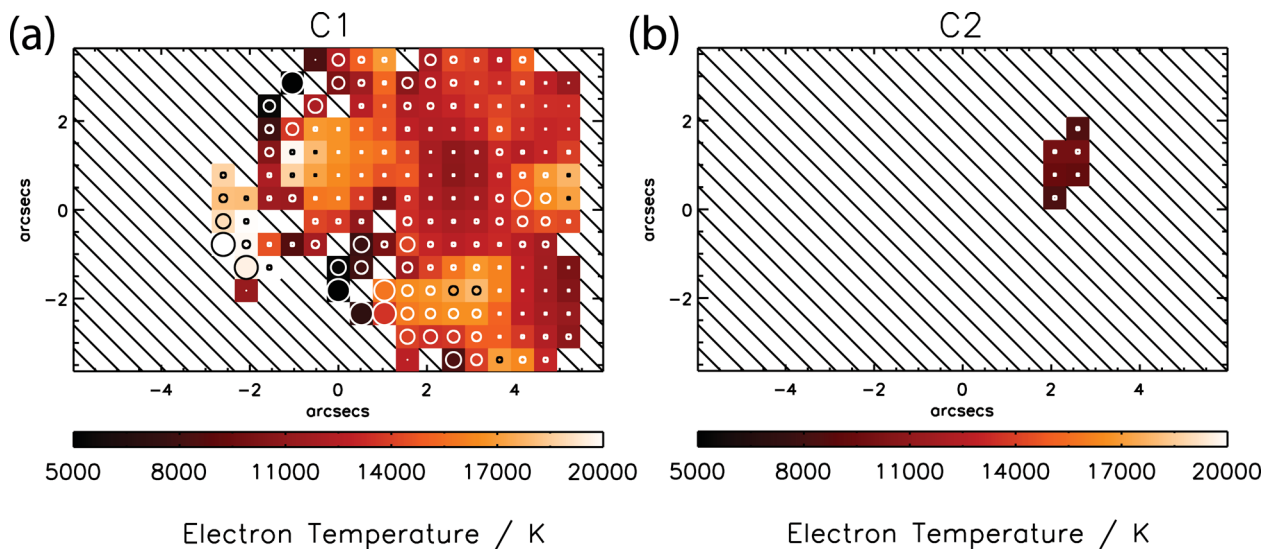 (a) C1
2
0
−2
arcsecs
−4 −2 0 2 4
arcsecs
5000 8000 11000 14000 17000 20000
Electron Temperature / K
(b) C2
2
0
−2
arcsecs
−4 −2 0 2 4
arcsecs
5000 8000 11000 14000 17000 20000
Electron Temperature / K